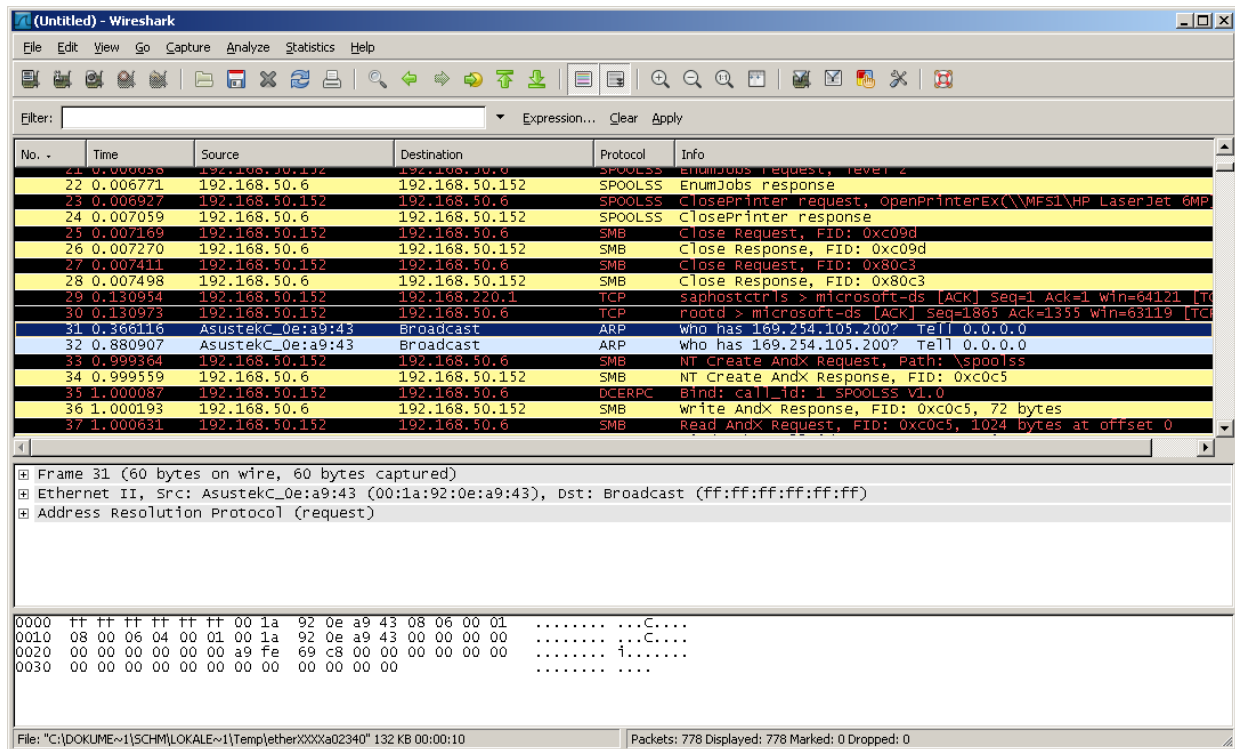 (Untitled) - Wireshark
File Edit View Go Capture Analyze Statistics Help
Filter: Expression... Clear Apply
No. Time Source Destination Protocol Info
21 0.006658 192.168.50.152 192.168.50.6 SPOOLSS EnumJobs request, level 2
22 0.006771 192.168.50.6 192.168.50.152 SPOOLSS EnumJobs response
23 0.006927 192.168.50.152 192.168.50.6 SPOOLSS ClosePrinter request, OpenPrinterEx(\\MFS1\HP LaserJet 6MP
24 0.007059 192.168.50.6 192.168.50.152 SPOOLSS ClosePrinter response
25 0.007169 192.168.50.152 192.168.50.6 SMB Close Request, FID: 0xc09d
26 0.007270 192.168.50.6 192.168.50.152 SMB Close Response, FID: 0xc09d
27 0.007411 192.168.50.152 192.168.50.6 SMB Close Request, FID: 0x80c3
28 0.007498 192.168.50.6 192.168.50.152 SMB Close Response, FID: 0x80c3
29 0.130954 192.168.50.152 192.168.220.1 TCP saphostctrls > microsoft-ds [ACK] Seq=1 Ack=1 Win=64121 [TC
30 0.130973 192.168.50.152 192.168.50.6 TCP rootd > microsoft-ds [ACK] Seq=1865 Ack=1355 Win=63119 [TCP
31 0.366116 AsustekC_0e:a9:43 Broadcast ARP Who has 169.254.105.200? Tell 0.0.0.0
32 0.880907 AsustekC_0e:a9:43 Broadcast ARP Who has 169.254.105.200? Tell 0.0.0.0
33 0.999364 192.168.50.152 192.168.50.6 SMB NT Create AndX Request, Path: \spoolss
34 0.999559 192.168.50.6 192.168.50.152 SMB NT Create AndX Response, FID: 0xc0c5
35 1.000087 192.168.50.152 192.168.50.6 DCERPC Bind: call_id: 1 SPOOLSS V1.0
36 1.000193 192.168.50.6 192.168.50.152 SMB Write AndX Response, FID: 0xc0c5, 72 bytes
37 1.000631 192.168.50.152 192.168.50.6 SMB Read AndX Request, FID: 0xc0c5, 1024 bytes at offset 0
Frame 31 (60 bytes on wire, 60 bytes captured)
Ethernet II, Src: AsustekC_0e:a9:43 (00:1a:92:0e:a9:43), Dst: Broadcast (ff:ff:ff:ff:ff:ff)
Address Resolution Protocol (request)
0000 ff ff ff ff ff ff 00 1a 92 0e a9 43 08 06 00 01 ........ ...C....
0010 08 00 06 04 00 01 00 1a 92 0e a9 43 00 00 00 00 ........ ...C....
0020 00 00 00 00 00 00 a9 fe 69 c8 00 00 00 00 00 00 ........ i.......
0030 00 00 00 00 00 00 00 00 00 00 00 00 ........ ....
File: "C:\DOKUME~1\SCHM\LOKALE~1\Temp\etherXXXXa02340" 132 KB 00:00:10 Packets: 778 Displayed: 778 Marked: 0 Dropped: 0